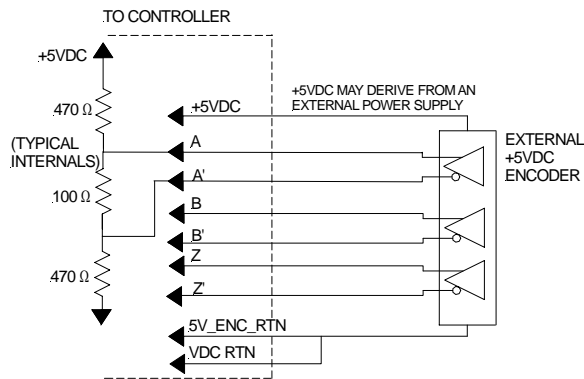 TO CONTROLLER
+5VDC
470 Ω
(TYPICAL
INTERNALS)
100 Ω
470 Ω
+5VDC
A
A'
B
B'
Z
Z'
5V_ENC_RTN
VDC RTN
+5VDC MAY DERIVE FROM AN
EXTERNAL POWER SUPPLY
EXTERNAL
+5VDC
ENCODER